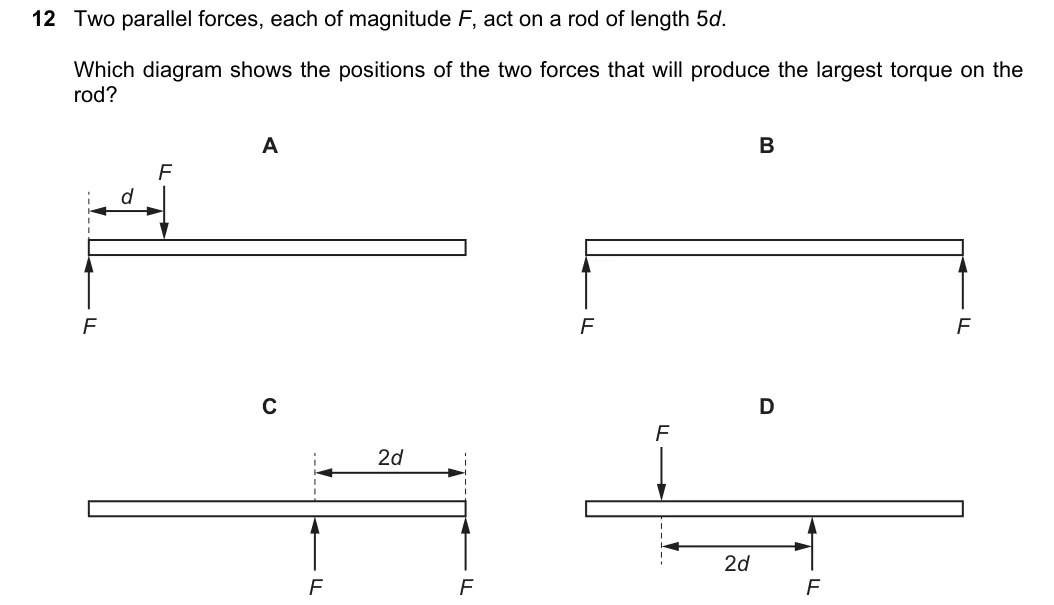 12 Two parallel forces, each of magnitude F, act on a rod of length 5d.
Which diagram shows the positions of the two forces that will produce the largest torque on the
rod?
A
B
F
d
F
F
F
C
D
F
2d
2d
F
F
F